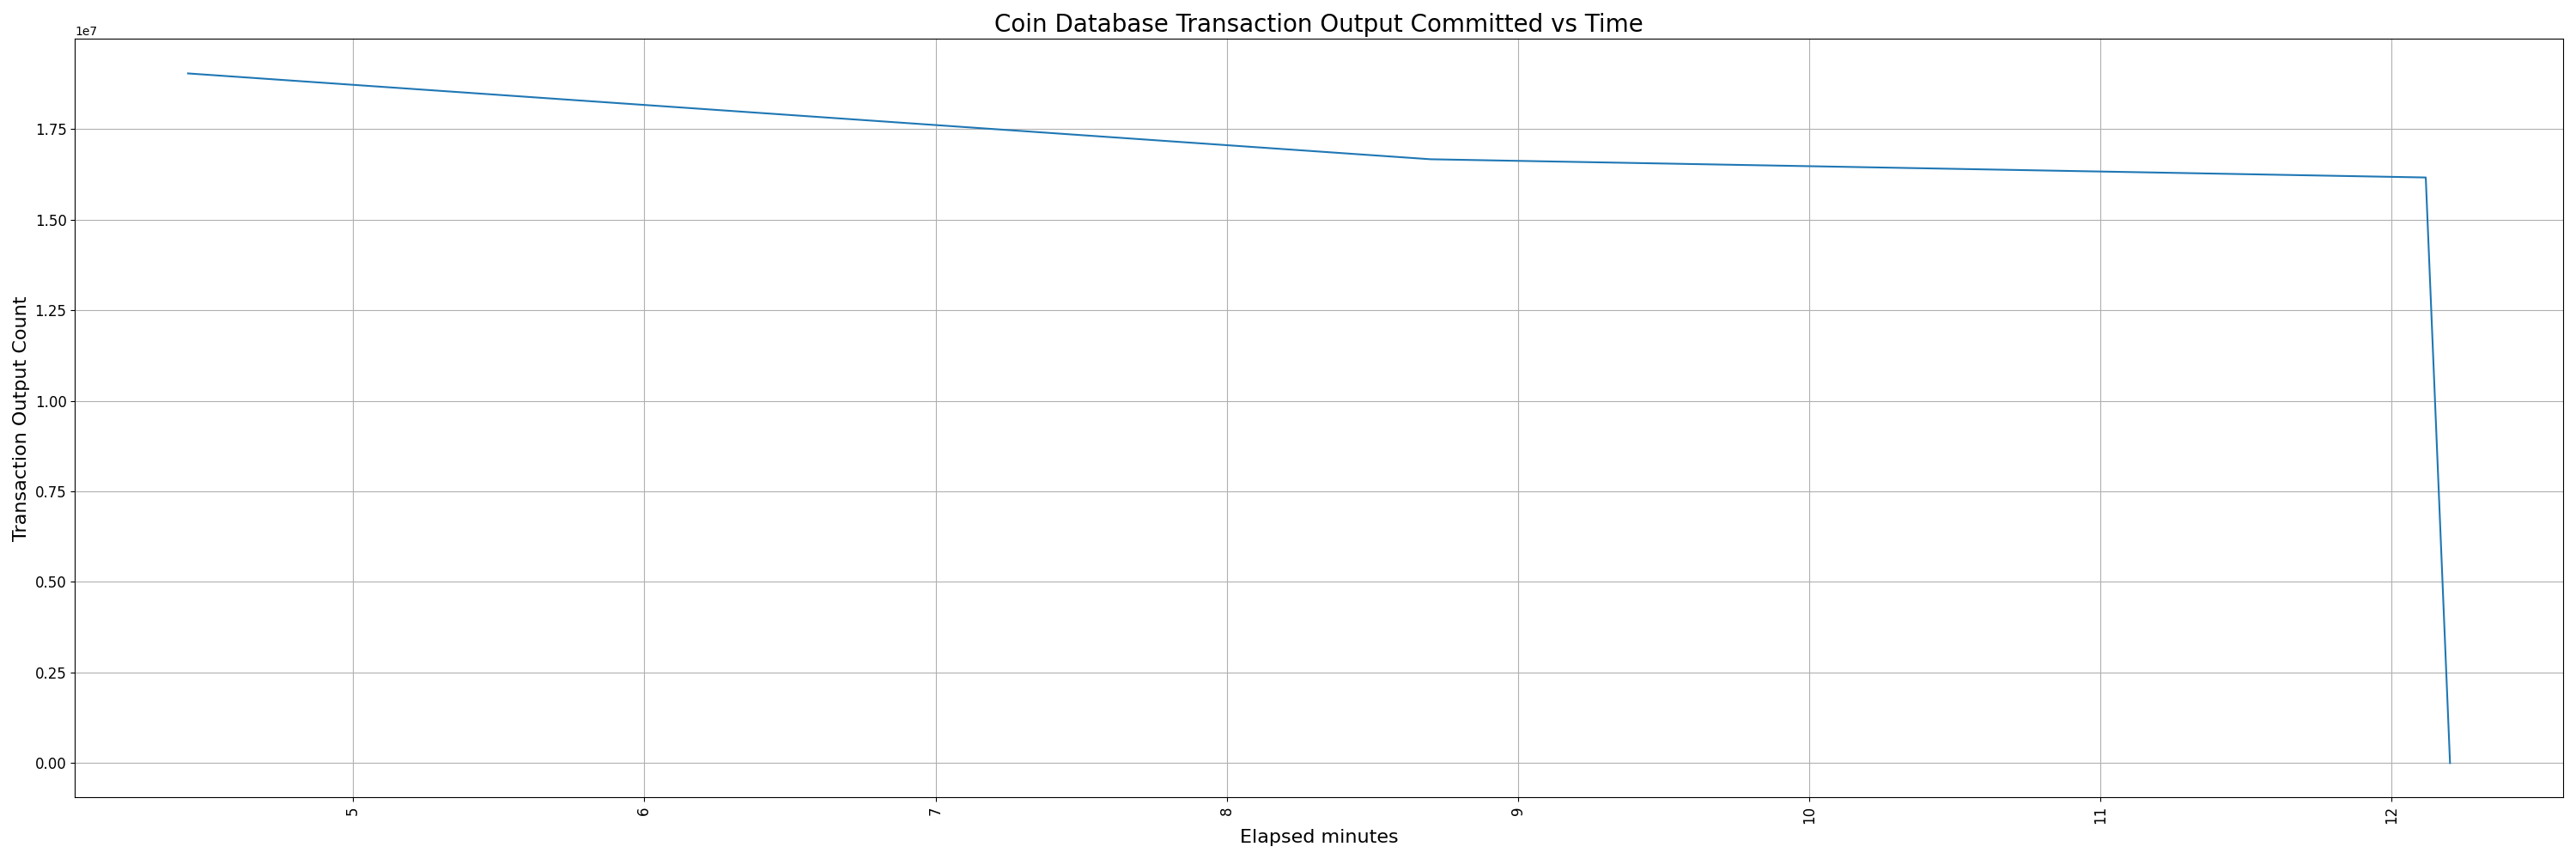 Coin Database Transaction Output Committed vs Time
1e7
1.75
1.50
1.25
1.00
0.75
0.50
0.25
0.00
Transaction Output Count
5 6 7 8 9 10 11 12
Elapsed minutes